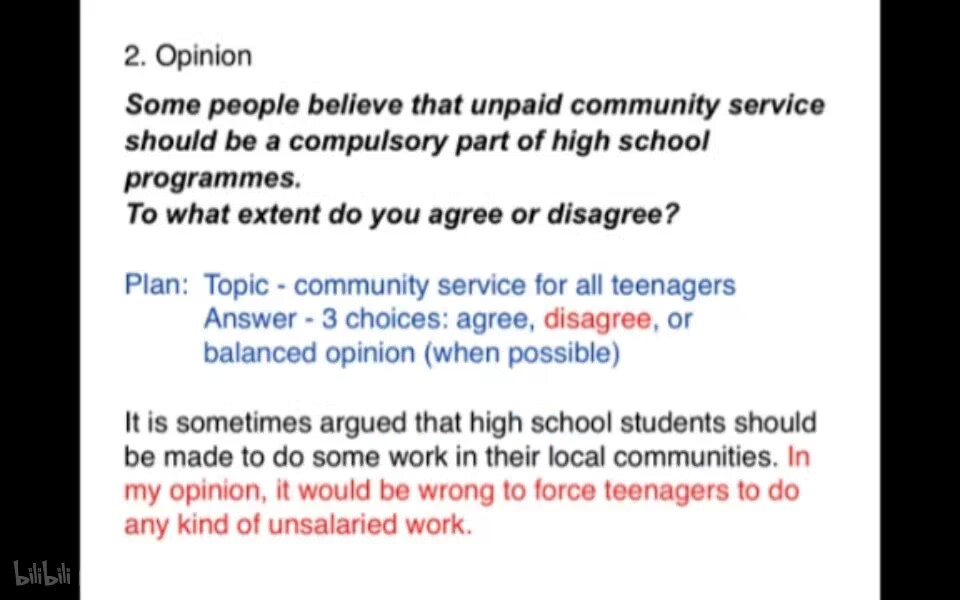 2. Opinion
Some people believe that unpaid community service
should be a compulsory part of high school
programmes.
To what extent do you agree or disagree?
Plan: Topic - community service for all teenagers
Answer - 3 choices: agree, disagree, or
balanced opinion (when possible)
It is sometimes argued that high school students should
be made to do some work in their local communities. In
my opinion, it would be wrong to force teenagers to do
any kind of unsalaried work.
bilibili